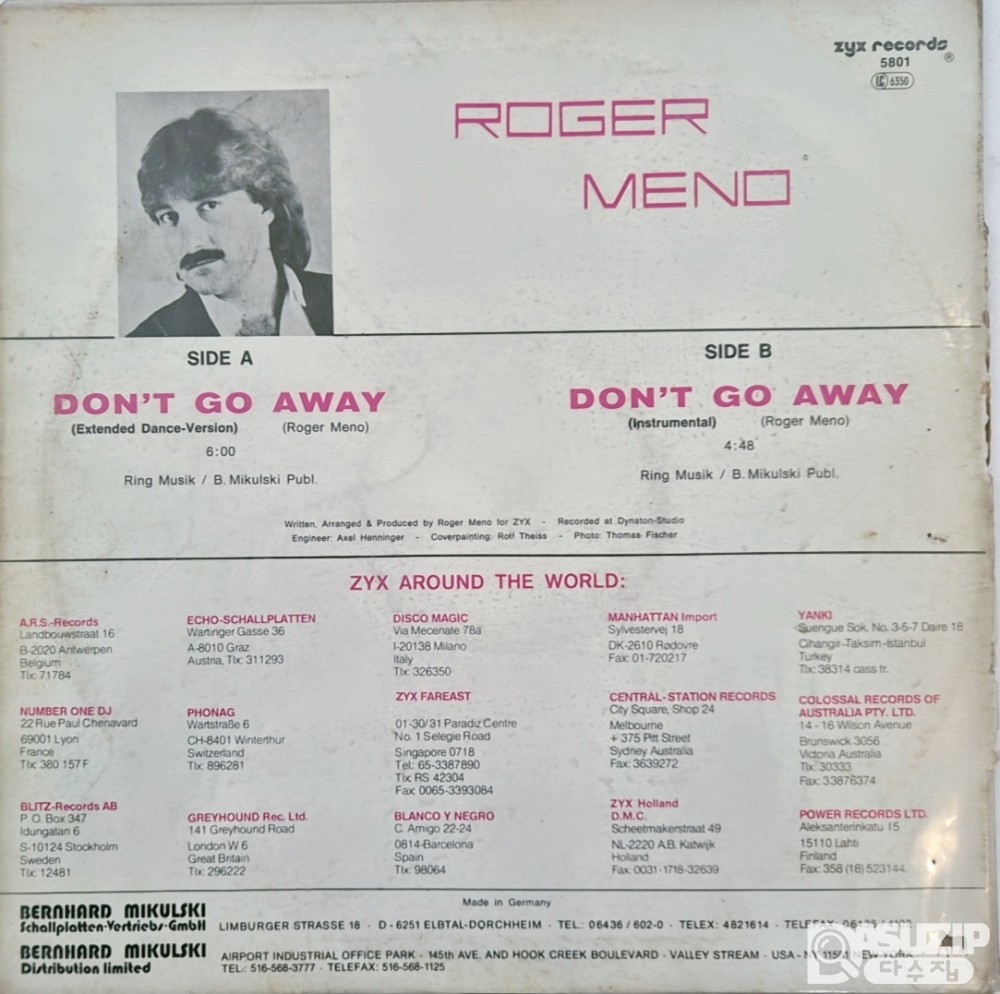 zyx records ®
5801
LC 6350
ROGER
MENO
SIDE A
DON'T GO AWAY
(Extended Dance-Version) (Roger Meno)
6:00
Ring Musik / B. Mikulski Publ.
SIDE B
DON'T GO AWAY
(Instrumental) (Roger Meno)
4:48
Ring Musik / B. Mikulski Publ.
Written, Arranged & Produced by Roger Meno for ZYX - Recorded at Dynaton-Studio
Engineer: Axel Henninger - Coverpainting: Rolf Theiss - Photo: Thomas Fischer
ZYX AROUND THE WORLD:
A.R.S.-Records
Landbouwstraat 16
B-2020 Antwerpen
Belgium
Tlx: 71784
ECHO-SCHALLPLATTEN
Wartinger Gasse 36
A-8010 Graz
Austria, Tlx: 311293
DISCO MAGIC
Via Mecenate 78a
I-20138 Milano
Italy
Tlx: 326350
MANHATTAN Import
Sylvestervej 18
DK-2610 Rødovre
Fax: 01-720217
YANKI
Suengue Sok. No. 3-5-7 Daire 18
Cihangir-Taksim-Istanbul
Turkey
Tlx: 38314 cass tr.
NUMBER ONE DJ
22 Rue Paul Chenavard
69001 Lyon
France
Tlx: 380 157 F
PHONAG
Wartstraße 6
CH-8401 Winterthur
Switzerland
Tlx: 896281
ZYX FAREAST
01-30/31 Paradiz Centre
No. 1 Selegie Road
Singapore 0718
Tel.: 65-3387890
Tlx: RS 42304
Fax: 0065-3393084
CENTRAL-STATION RECORDS
City Square, Shop 24
Melbourne
+ 375 Pitt Street
Sydney Australia
Fax: 3639272
COLOSSAL RECORDS OF
AUSTRALIA PTY. LTD.
14 - 16 Wilson Avenue
Brunswick 3056
Victoria Australia
Tlx: 30333
Fax: 33876374
BLITZ-Records AB
P. O. Box 347
Idungatan 6
S-10124 Stockholm
Sweden
Tlx: 12481
GREYHOUND Rec. Ltd.
141 Greyhound Road
London W 6
Great Britain
Tlx: 296222
BLANCO Y NEGRO
C. Amigo 22-24
0814-Barcelona
Spain
Tlx: 98064
ZYX Holland
D.M.C.
Scheetmakerstraat 49
NL-2220 A.B. Katwijk
Holland
Fax: 0031-1718-32639
POWER RECORDS LTD.
Aleksanterinkatu 15
15110 Lahti
Finland
Fax: 358 (18) 523144
Made in Germany
BERNHARD MIKULSKI
Schallplatten-Vertriebs-GmbH LIMBURGER STRASSE 18 · D - 6251 ELBTAL-DORCHHEIM · TEL.: 06436 / 602-0 · TELEX: 4821614 · TELEFAX:
BERNHARD MIKULSKI
Distribution limited
AIRPORT INDUSTRIAL OFFICE PARK · 145th AVE. AND HOOK CREEK BOULEVARD · VALLEY STREAM · USA - NY 11581 NEW YORK
TEL.: 516-568-3777 · TELEFAX: 516-568-1125
DASUZIP
다수집